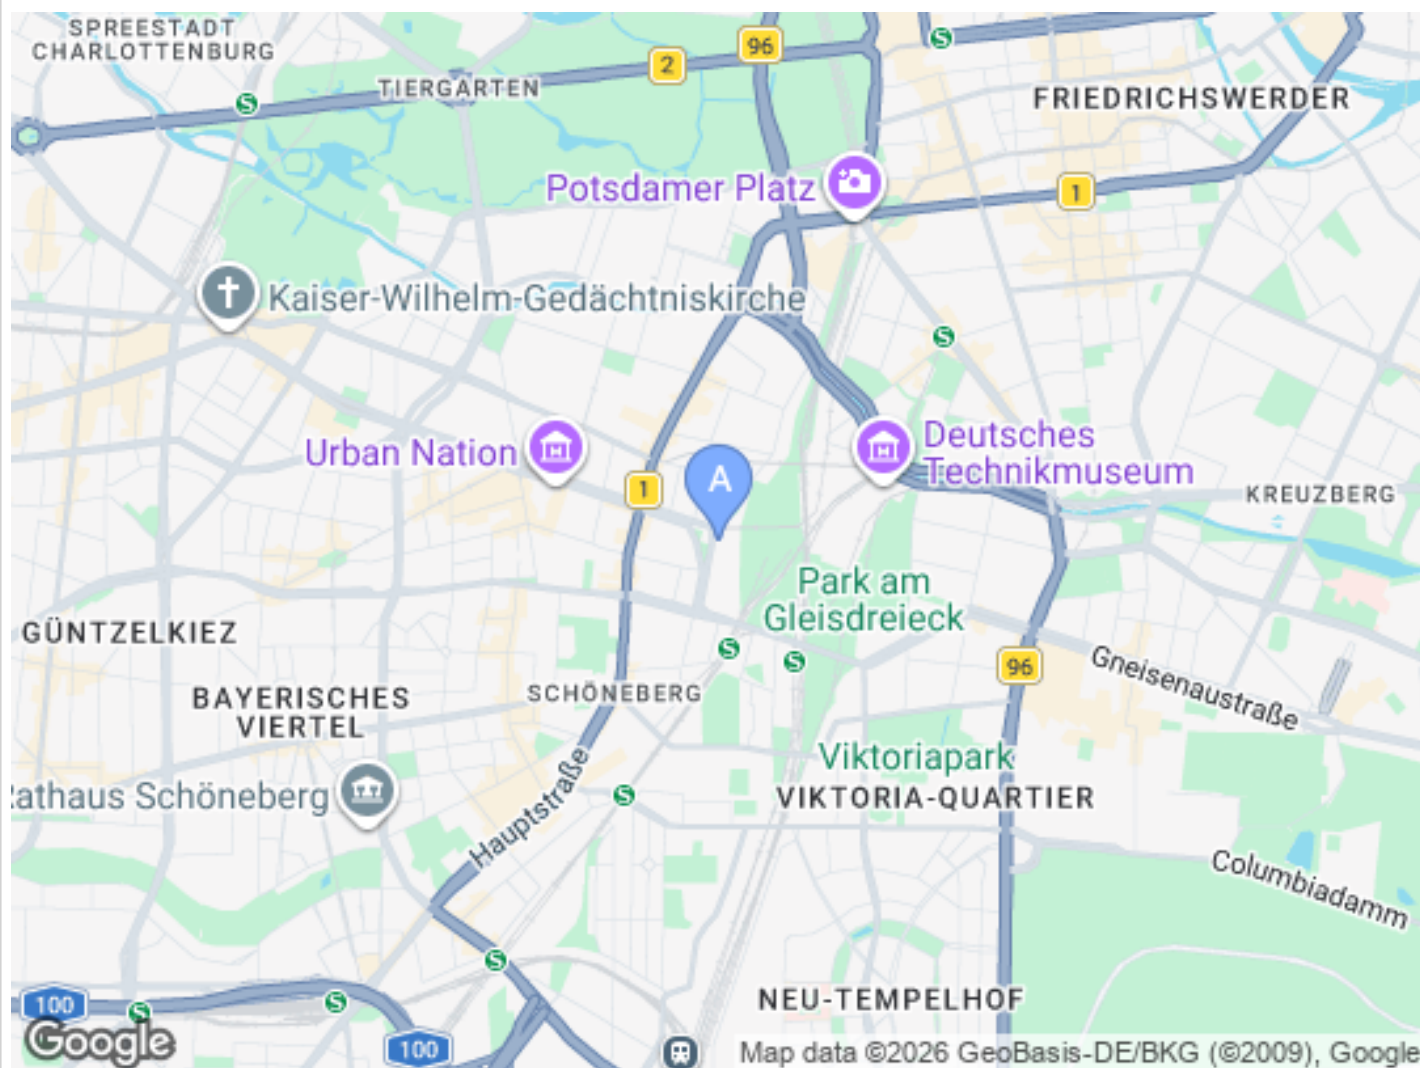 SPREESTADT
CHARLOTTENBURG
S
2
96
S
TIERGARTEN
FRIEDRICHSWERDER
Potsdamer Platz
1
Kaiser-Wilhelm-Gedächtniskirche
S
Urban Nation
Deutsches
Technikmuseum
A
1
KREUZBERG
Park am
Gleisdreieck
GÜNTZELKIEZ
S
S
96
Gneisenaustraße
BAYERISCHES
VIERTEL
SCHÖNEBERG
Viktoriapark
VIKTORIA-QUARTIER
athaus Schöneberg
Hauptstraße
S
Columbiadamm
S
100
S
S
NEU-TEMPELHOF
Google
100
Map data ©2026 GeoBasis-DE/BKG (©2009), Google